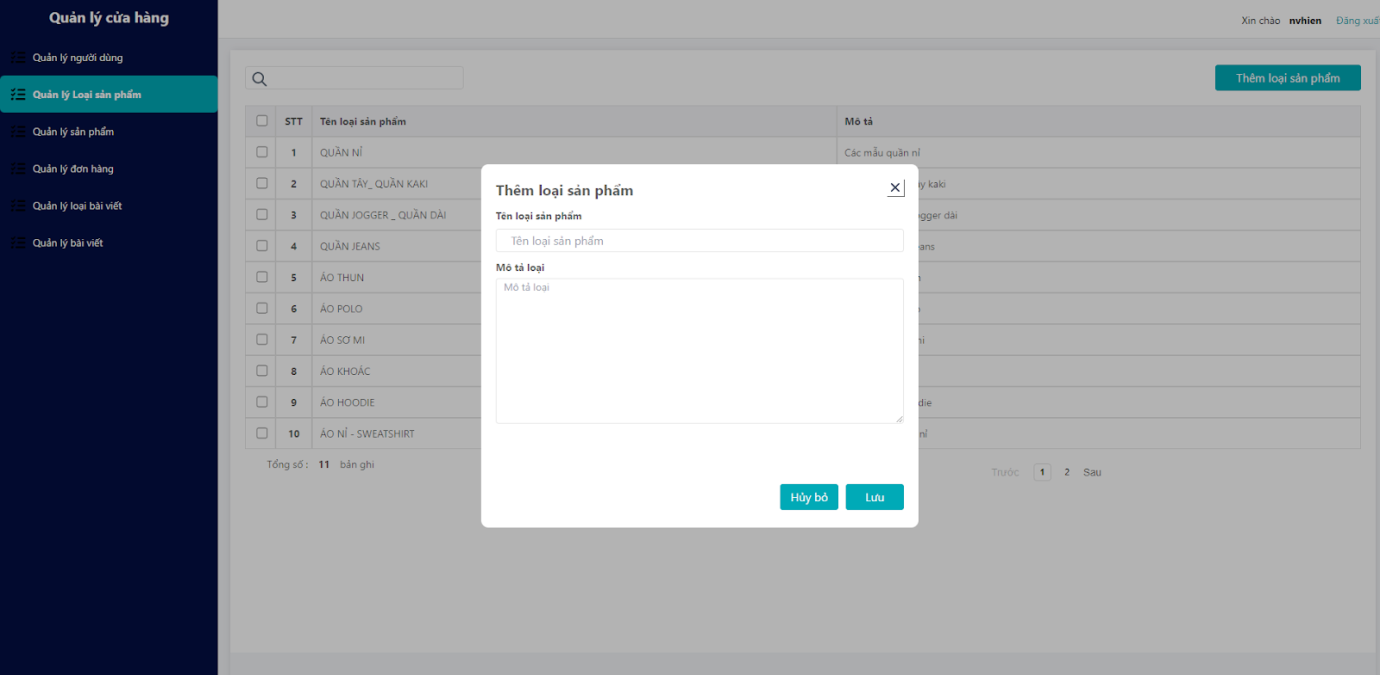 Quản lý cửa hàng
Xin chào nvhien Đăng xuất
Quản lý người dùng
Quản lý Loại sản phẩm
Quản lý sản phẩm
Quản lý đơn hàng
Quản lý loại bài viết
Quản lý bài viết
Thêm loại sản phẩm
STT Tên loại sản phẩm Mô tả
1 QUẦN NỈ Các mẫu quần nỉ
2 QUẦN TÂY_ QUẦN KAKI kaki
3 QUẦN JOGGER _ QUẦN DÀI dài
4 QUẦN JEANS
5 ÁO THUN
6 ÁO POLO
7 ÁO SƠ MI
8 ÁO KHOÁC
9 ÁO HOODIE
10 ÁO NỈ - SWEATSHIRT nỉ
Tổng số : 11 bản ghi
Trước 1 2 Sau
Thêm loại sản phẩm
Tên loại sản phẩm
Tên loại sản phẩm
Mô tả loại
Mô tả loại
Hủy bỏ Lưu